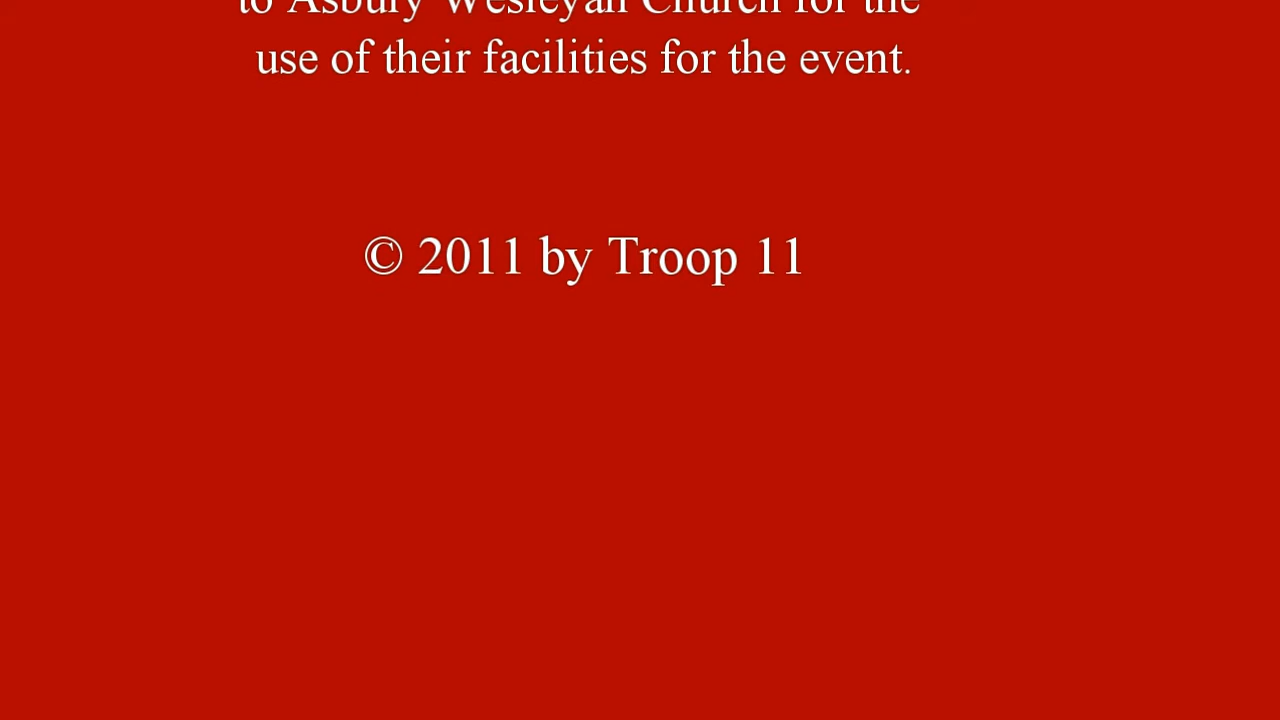 to Asbury Wesleyan Church for the
use of their facilities for the event.
© 2011 by Troop 11